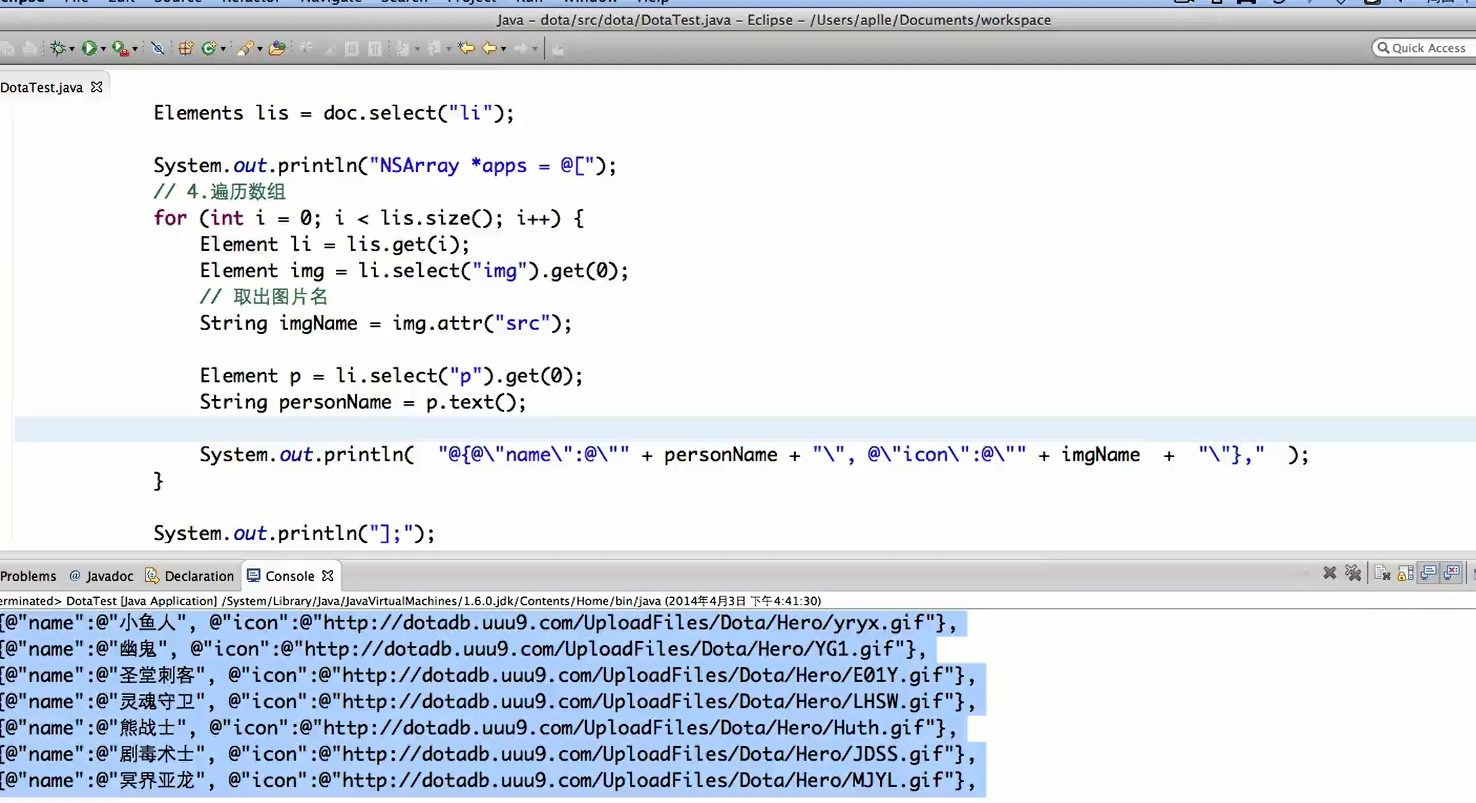 Java – dota/src/dota/DotaTest.java – Eclipse – /Users/aplle/Documents/workspace
Quick Access
DotaTest.java
Elements lis = doc.select("li");
System.out.println("NSArray *apps = @[");
// 4.遍历数组
for (int i = 0; i < lis.size(); i++) {
Element li = lis.get(i);
Element img = li.select("img").get(0);
// 取出图片名
String imgName = img.attr("src");
Element p = li.select("p").get(0);
String personName = p.text();
System.out.println(  "@{@\"name\":@\"" + personName + "\", @\"icon\":@\"" + imgName  +  "\"},"  );
}
System.out.println("];");
Problems @ Javadoc Declaration Console
erminated> DotaTest [Java Application] /System/Library/Java/JavaVirtualMachines/1.6.0.jdk/Contents/Home/bin/java (2014年4月3日 下午4:41:30)
{@"name":@"小鱼人", @"icon":@"http://dotadb.uuu9.com/UploadFiles/Dota/Hero/yryx.gif"},
{@"name":@"幽鬼", @"icon":@"http://dotadb.uuu9.com/UploadFiles/Dota/Hero/YG1.gif"},
{@"name":@"圣堂刺客", @"icon":@"http://dotadb.uuu9.com/UploadFiles/Dota/Hero/E01Y.gif"},
{@"name":@"灵魂守卫", @"icon":@"http://dotadb.uuu9.com/UploadFiles/Dota/Hero/LHSW.gif"},
{@"name":@"熊战士", @"icon":@"http://dotadb.uuu9.com/UploadFiles/Dota/Hero/Huth.gif"},
{@"name":@"剧毒术士", @"icon":@"http://dotadb.uuu9.com/UploadFiles/Dota/Hero/JDSS.gif"},
{@"name":@"冥界亚龙", @"icon":@"http://dotadb.uuu9.com/UploadFiles/Dota/Hero/MJYL.gif"},